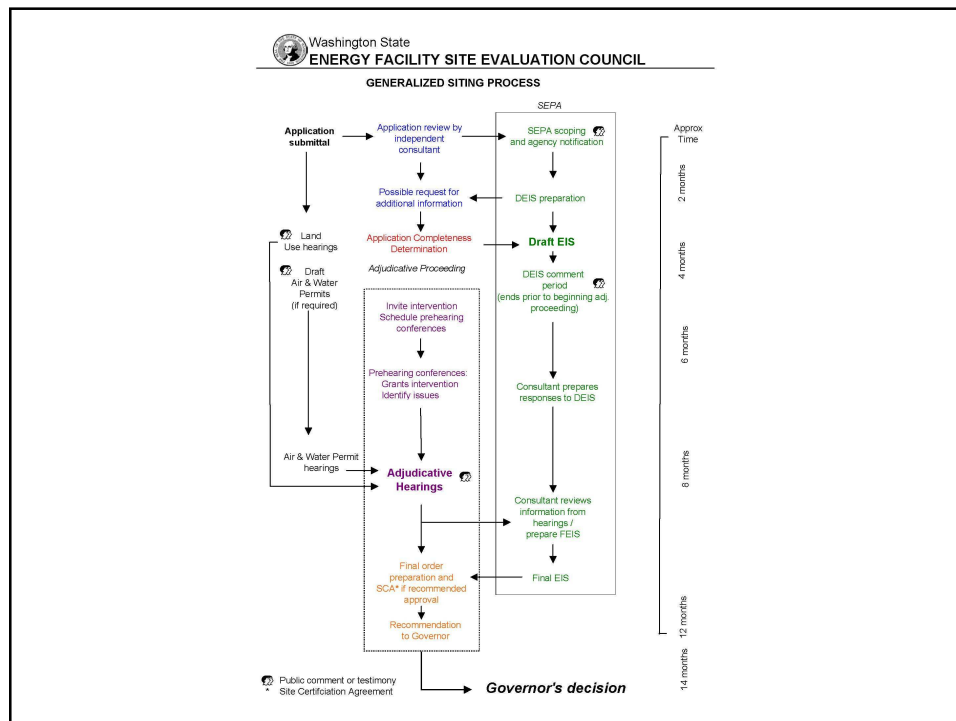 Washington State
ENERGY FACILITY SITE EVALUATION COUNCIL
GENERALIZED SITING PROCESS
SEPA
Application
submittal
Application review by
independent
consultant
SEPA scoping
and agency notification
Approx
Time
Possible request for
additional information
DEIS preparation
2 months
Land
Use hearings
Application Completeness
Determination
Draft EIS
4 months
Adjudicative Proceeding
Draft
Air & Water
Permits
(if required)
DEIS comment
period
(ends prior to beginning adj.
proceeding)
Invite intervention
Schedule prehearing
conferences
6 months
Prehearing conferences:
Grants intervention
Identify issues
Consultant prepares
responses to DEIS
Air & Water Permit
hearings
Adjudicative
Hearings
8 months
Consultant reviews
information from
hearings /
prepare FEIS
Final order
preparation and
SCA* if recommended
approval
Final EIS
Recommendation
to Governor
12 months
14 months
Public comment or testimony
* Site Certifciation Agreement
Governor's decision